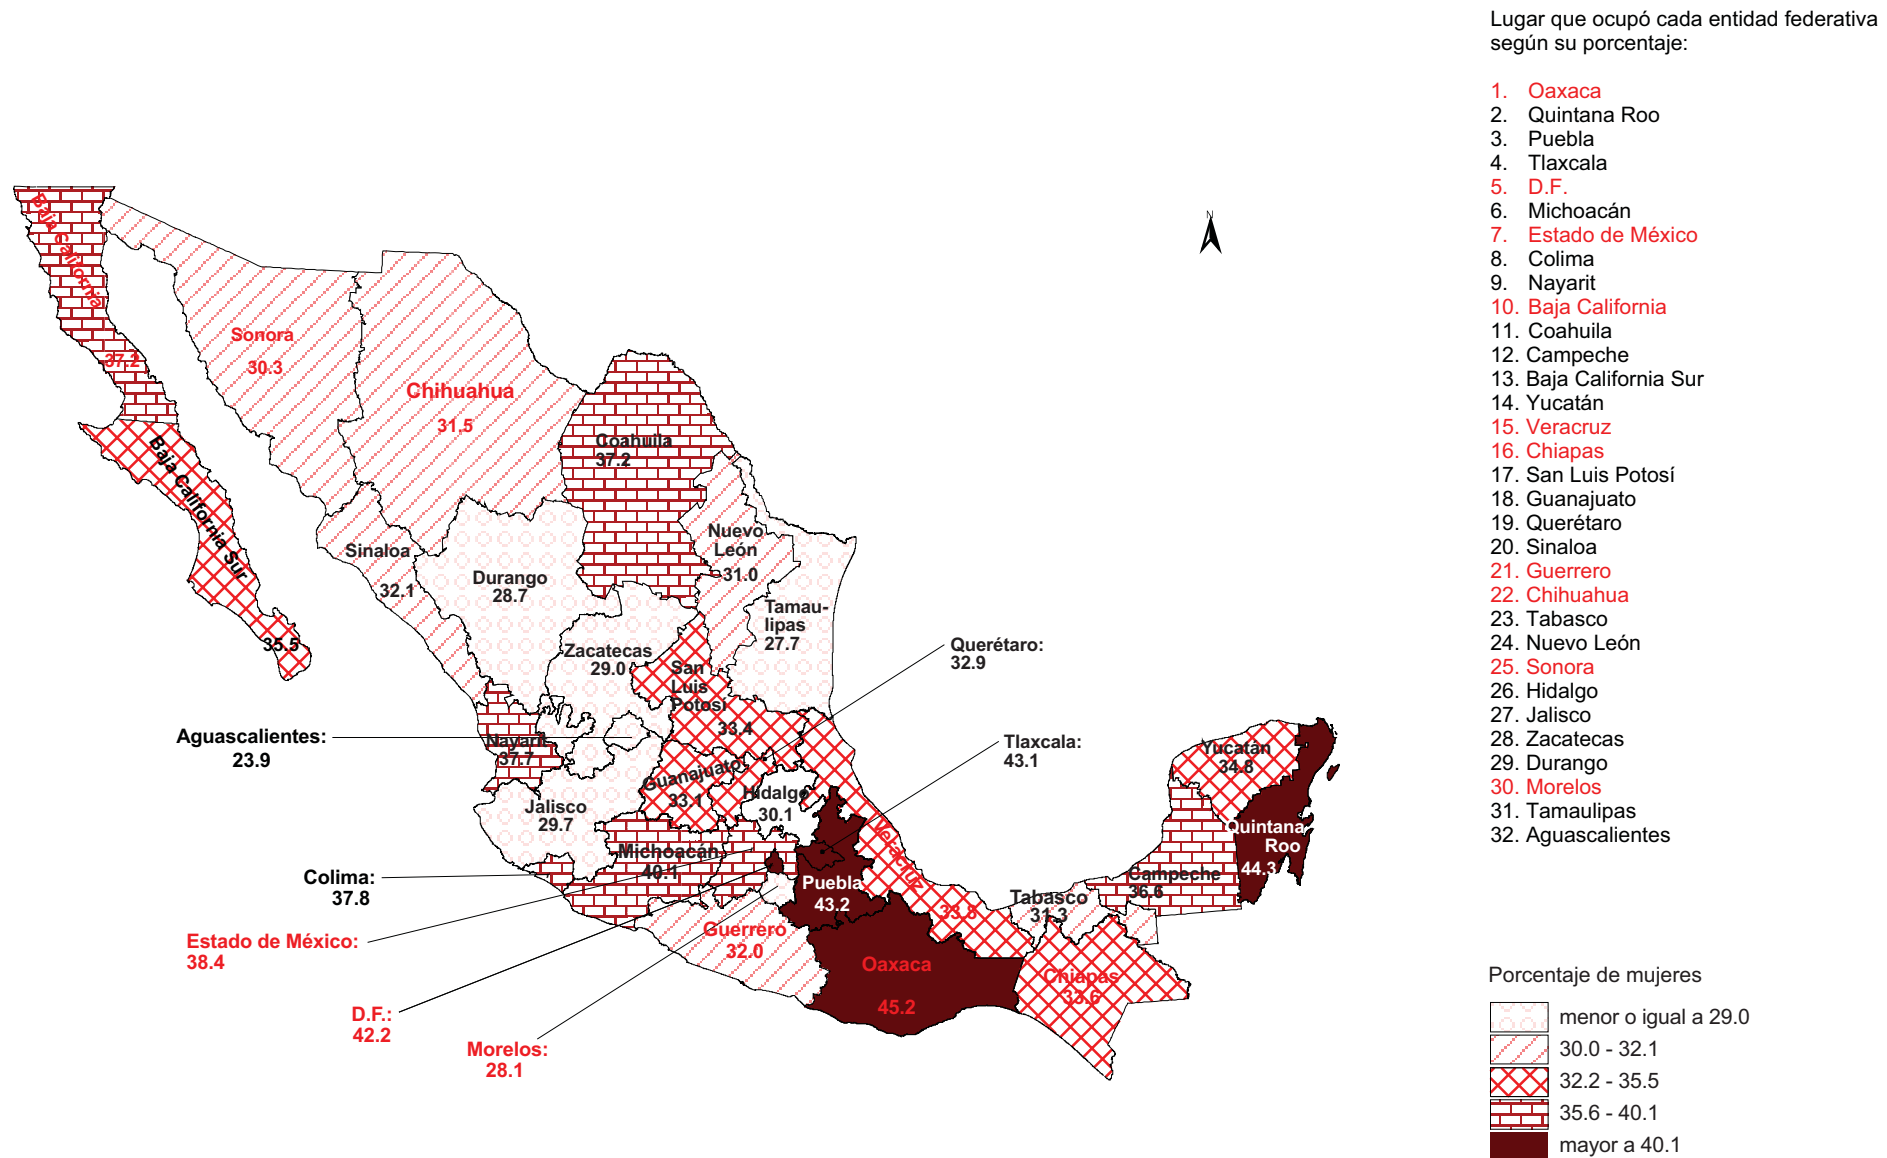 Lugar que ocupó cada entidad federativa
según su porcentaje:
1. Oaxaca
2. Quintana Roo
3. Puebla
4. Tlaxcala
5. D.F.
6. Michoacán
7. Estado de México
8. Colima
9. Nayarit
10. Baja California
11. Coahuila
12. Campeche
13. Baja California Sur
14. Yucatán
15. Veracruz
16. Chiapas
17. San Luis Potosí
18. Guanajuato
19. Querétaro
20. Sinaloa
21. Guerrero
22. Chihuahua
23. Tabasco
24. Nuevo León
25. Sonora
26. Hidalgo
27. Jalisco
28. Zacatecas
29. Durango
30. Morelos
31. Tamaulipas
32. Aguascalientes
N
Baja California
37.2
Sonora
30.3
Chihuahua
31.5
Coahuila
37.2
Baja California Sur
35.5
Sinaloa
32.1
Durango
28.7
Nuevo
León
31.0
Tamau-
lipas
27.7
Zacatecas
29.0
San
Luis
Potosí
33.4
Querétaro:
32.9
Aguascalientes:
23.9
Nayarit
37.7
Tlaxcala:
43.1
Guanajuato
33.1
Hidalgo
30.1
Jalisco
29.7
Yucatán
34.8
Quintana
Roo
44.3
Michoacán
40.1
Veracruz
33.8
Colima:
37.8
Puebla
43.2
Campeche
36.6
Tabasco
31.3
Estado de México:
38.4
Guerrero
32.0
Oaxaca
45.2
Chiapas
33.6
D.F.:
42.2
Morelos:
28.1
Porcentaje de mujeres
menor o igual a 29.0
30.0 - 32.1
32.2 - 35.5
35.6 - 40.1
mayor a 40.1